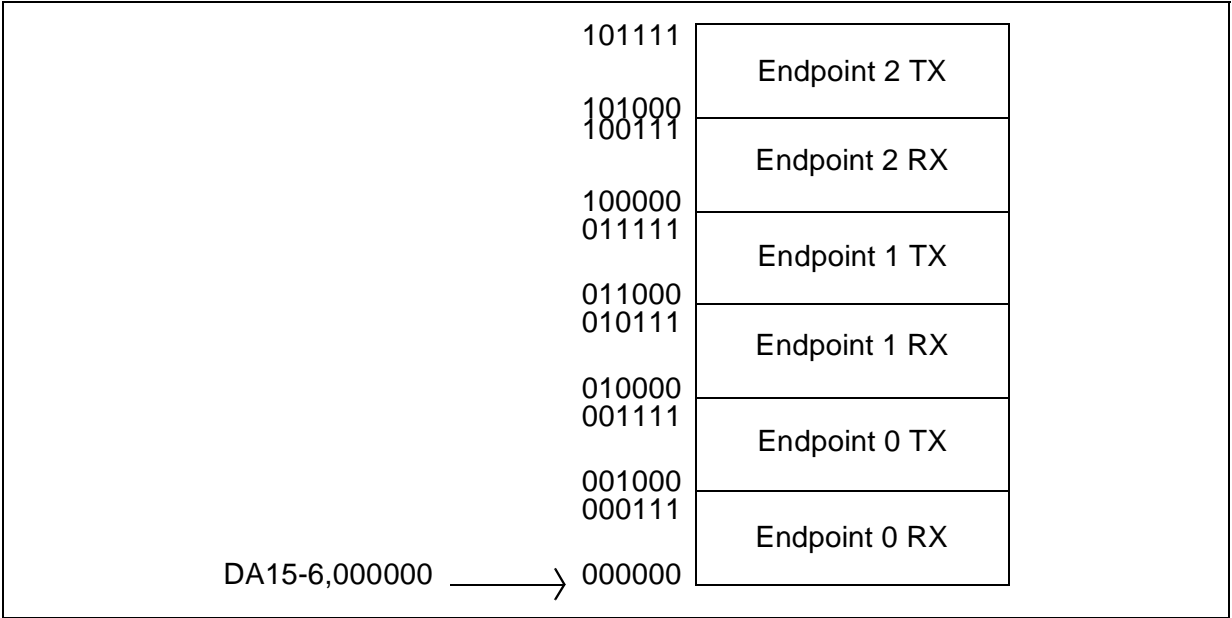 101111
Endpoint 2 TX
101000
100111
Endpoint 2 RX
100000
011111
Endpoint 1 TX
011000
010111
Endpoint 1 RX
010000
001111
Endpoint 0 TX
001000
000111
Endpoint 0 RX
DA15-6,000000 000000